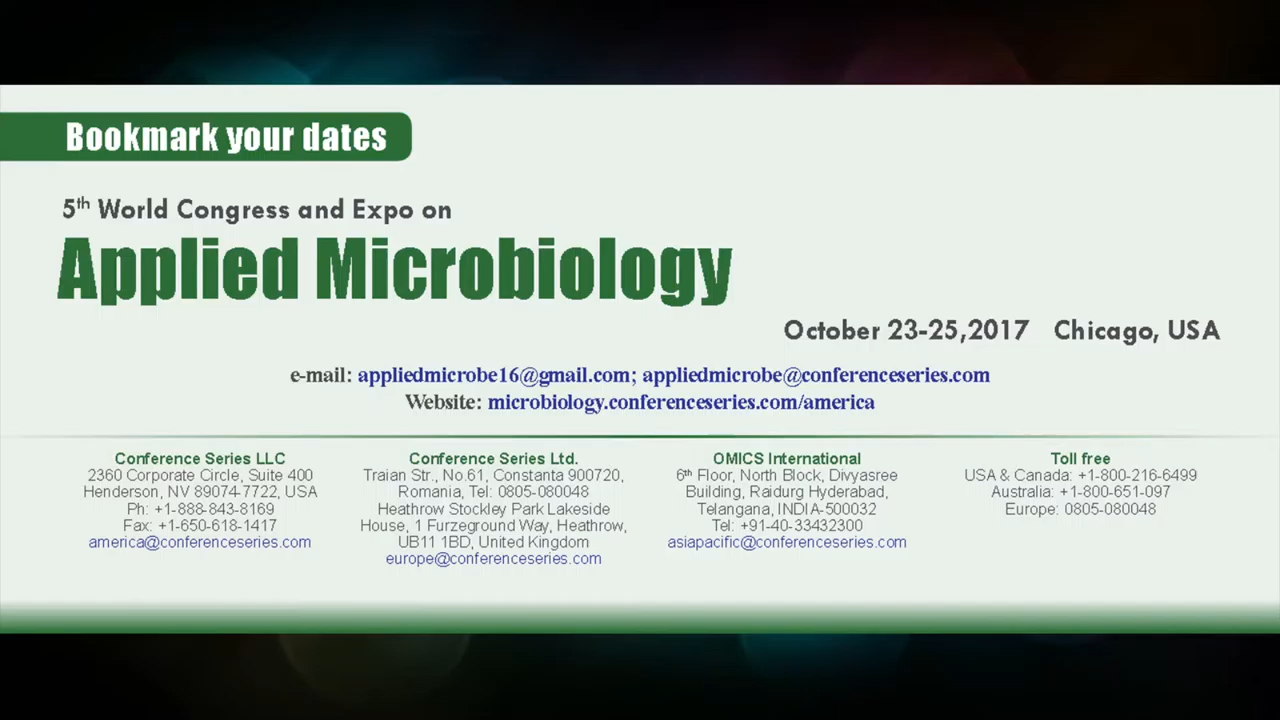 Bookmark your dates
5th World Congress and Expo on
Applied Microbiology
October 23-25,2017 Chicago, USA
e-mail: appliedmicrobe16@gmail.com; appliedmicrobe@conferenceseries.com
Website: microbiology.conferenceseries.com/america
Conference Series LLC
2360 Corporate Circle, Suite 400
Henderson, NV 89074-7722, USA
Ph: +1-888-843-8169
Fax: +1-650-618-1417
america@conferenceseries.com
Conference Series Ltd.
Traian Str., No.61, Constanta 900720,
Romania, Tel: 0805-080048
Heathrow Stockley Park Lakeside
House, 1 Furzeground Way, Heathrow,
UB11 1BD, United Kingdom
europe@conferenceseries.com
OMICS International
6th Floor, North Block, Divyasree
Building, Raidurg Hyderabad,
Telangana, INDIA-500032
Tel: +91-40-33432300
asiapacific@conferenceseries.com
Toll free
USA & Canada: +1-800-216-6499
Australia: +1-800-651-097
Europe: 0805-080048